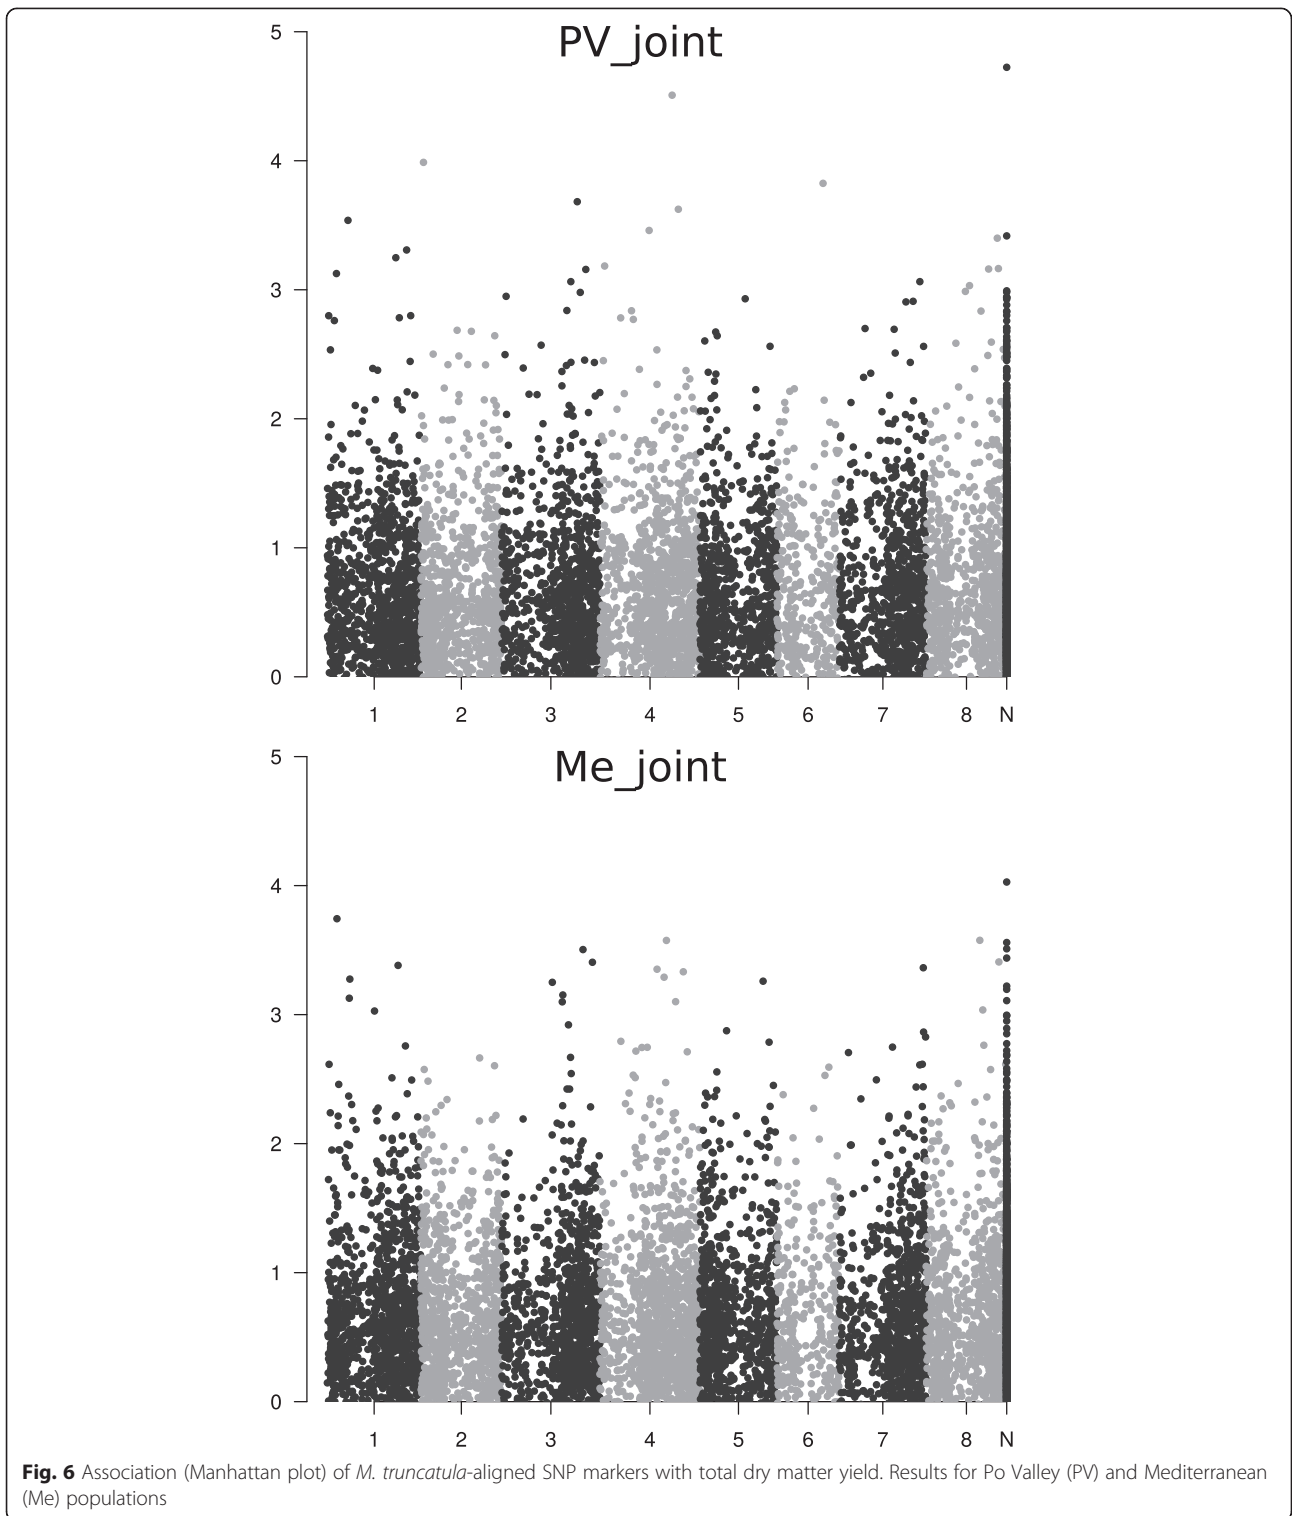 PV_joint
5
4
3
2
1
0
1 2 3 4 5 6 7 8 N
Me_joint
5
4
3
2
1
0
1 2 3 4 5 6 7 8 N
Fig. 6 Association (Manhattan plot) of M. truncatula-aligned SNP markers with total dry matter yield. Results for Po Valley (PV) and Mediterranean
(Me) populations